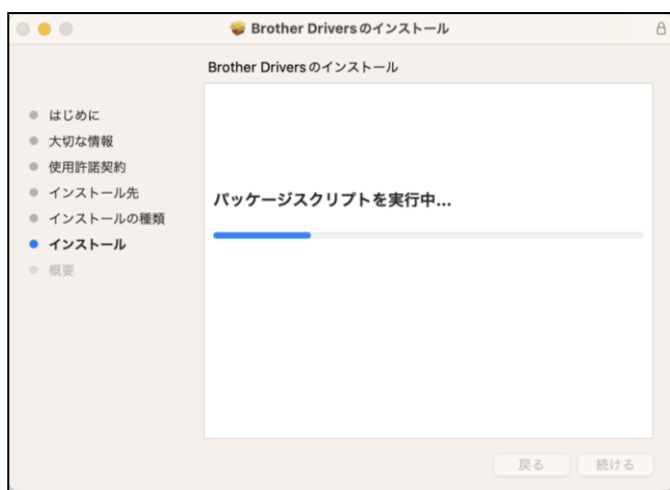 Brother Driversのインストール
Brother Driversのインストール
はじめに
大切な情報
使用許諾契約
インストール先
インストールの種類
インストール
概要
パッケージスクリプトを実行中...
戻る
続ける